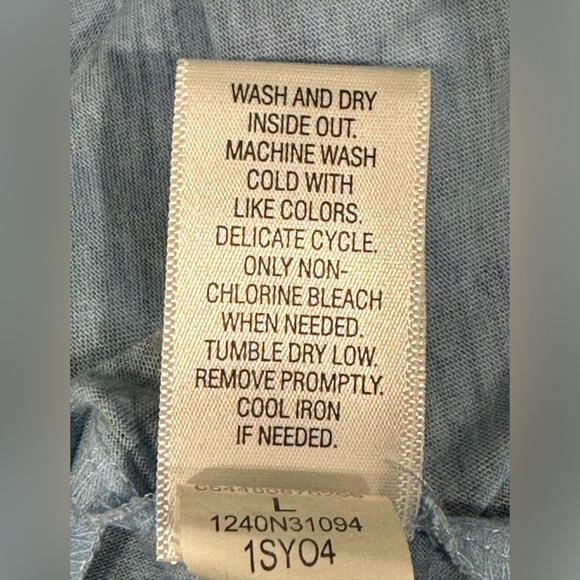 WASH AND DRY
INSIDE OUT.
MACHINE WASH
COLD WITH
LIKE COLORS.
DELICATE CYCLE.
ONLY NON-
CHLORINE BLEACH
WHEN NEEDED.
TUMBLE DRY LOW.
REMOVE PROMPTLY.
COOL IRON
IF NEEDED.
L
1240N31094
1SY04